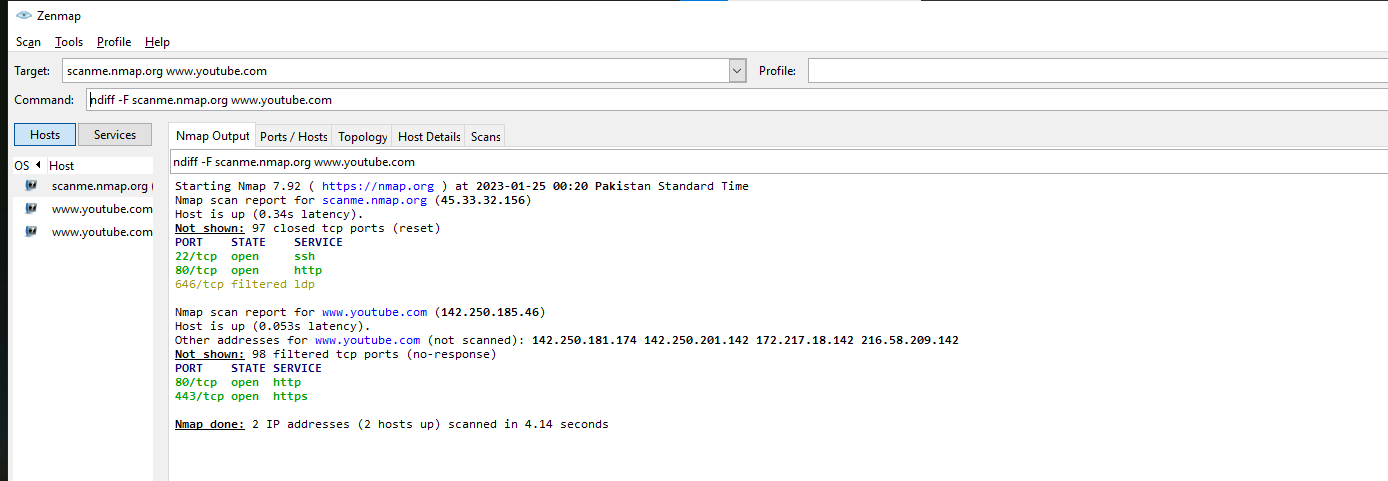 Zenmap
Scan Tools Profile Help
Target: scanme.nmap.org www.youtube.com Profile:
Command: ndiff -F scanme.nmap.org www.youtube.com
Hosts Services
Nmap Output Ports / Hosts Topology Host Details Scans
OS Host
scanme.nmap.org (
www.youtube.com
www.youtube.com
ndiff -F scanme.nmap.org www.youtube.com
Starting Nmap 7.92 ( https://nmap.org ) at 2023-01-25 00:20 Pakistan Standard Time
Nmap scan report for scanme.nmap.org (45.33.32.156)
Host is up (0.34s latency).
Not shown: 97 closed tcp ports (reset)
PORT STATE SERVICE
22/tcp open ssh
80/tcp open http
646/tcp filtered ldp
Nmap scan report for www.youtube.com (142.250.185.46)
Host is up (0.053s latency).
Other addresses for www.youtube.com (not scanned): 142.250.181.174 142.250.201.142 172.217.18.142 216.58.209.142
Not shown: 98 filtered tcp ports (no-response)
PORT STATE SERVICE
80/tcp open http
443/tcp open https
Nmap done: 2 IP addresses (2 hosts up) scanned in 4.14 seconds